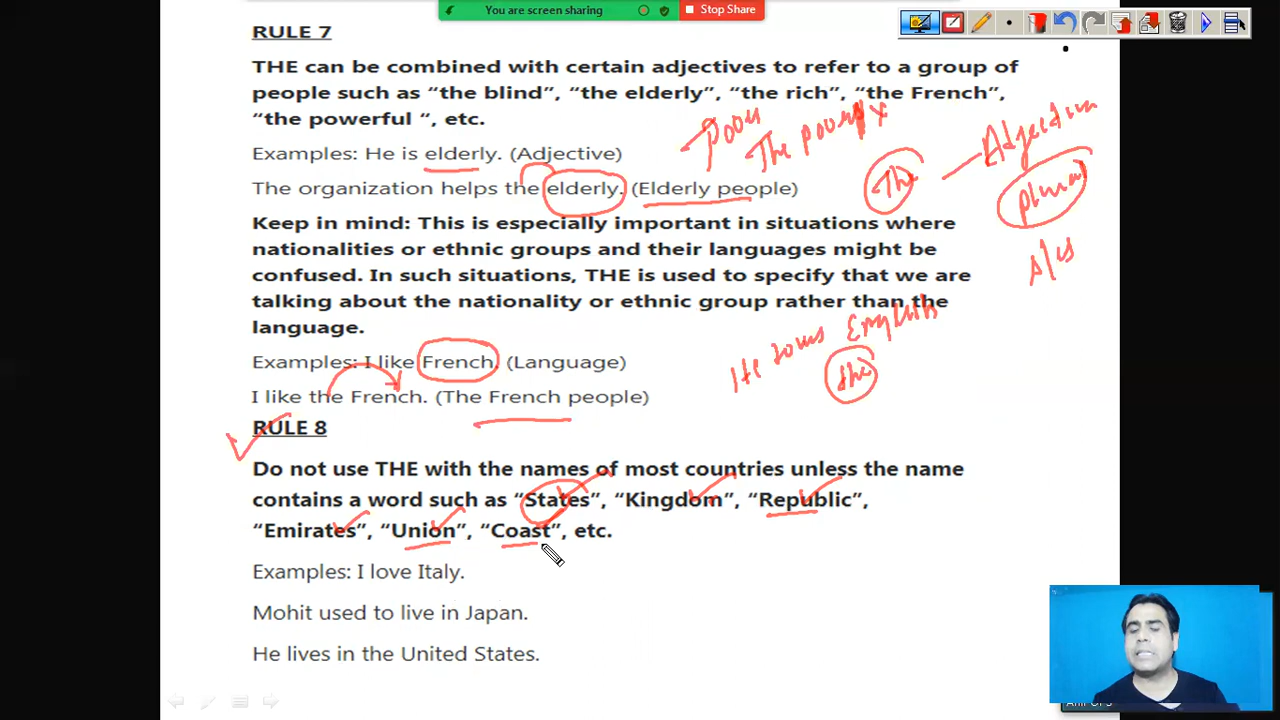 You are screen sharing
Stop Share
RULE 7
THE can be combined with certain adjectives to refer to a group of
people such as “the blind”, “the elderly”, “the rich”, “the French”,
“the powerful “, etc.
Poor
The poor x
The — Adjective
plural
s/es
Examples: He is elderly. (Adjective)
The organization helps the elderly. (Elderly people)
Keep in mind: This is especially important in situations where
nationalities or ethnic groups and their languages might be
confused. In such situations, THE is used to specify that we are
talking about the nationality or ethnic group rather than the
language.
He English
the
Examples: I like French. (Language)
I like the French. (The French people)
RULE 8
Do not use THE with the names of most countries unless the name
contains a word such as “States”, “Kingdom”, “Republic”,
“Emirates”, “Union”, “Coast”, etc.
Examples: I love Italy.
Mohit used to live in Japan.
He lives in the United States.